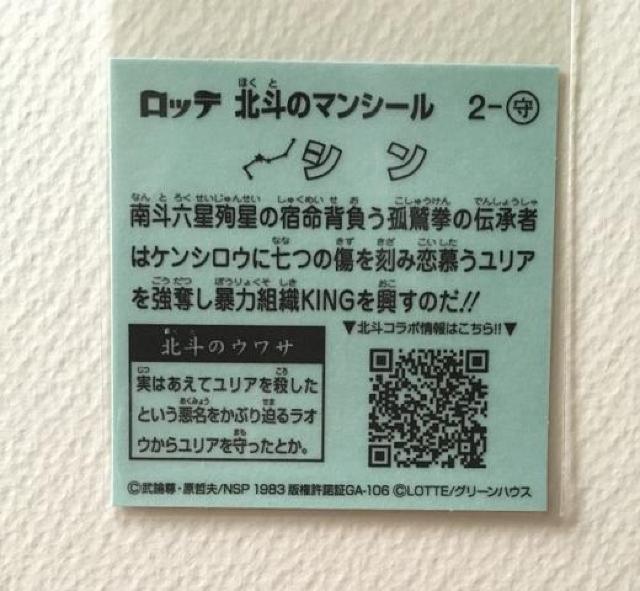 ロッテ 北斗のマンシール 2-守
シン
南斗六星殉星の宿命背負う孤鷲拳の伝承者
はケンシロウに七つの傷を刻み恋慕うユリア
を強奪し暴力組織KINGを興すのだ!!
▼北斗コラボ情報はこちら!!▼
北斗のウワサ
実はあえてユリアを殺した
という悪名をかぶり迫るラオ
ウからユリアを守ったとか。
©武論尊・原哲夫/NSP 1983 版権許諾証GA-106 ©LOTTE/グリーンハウス